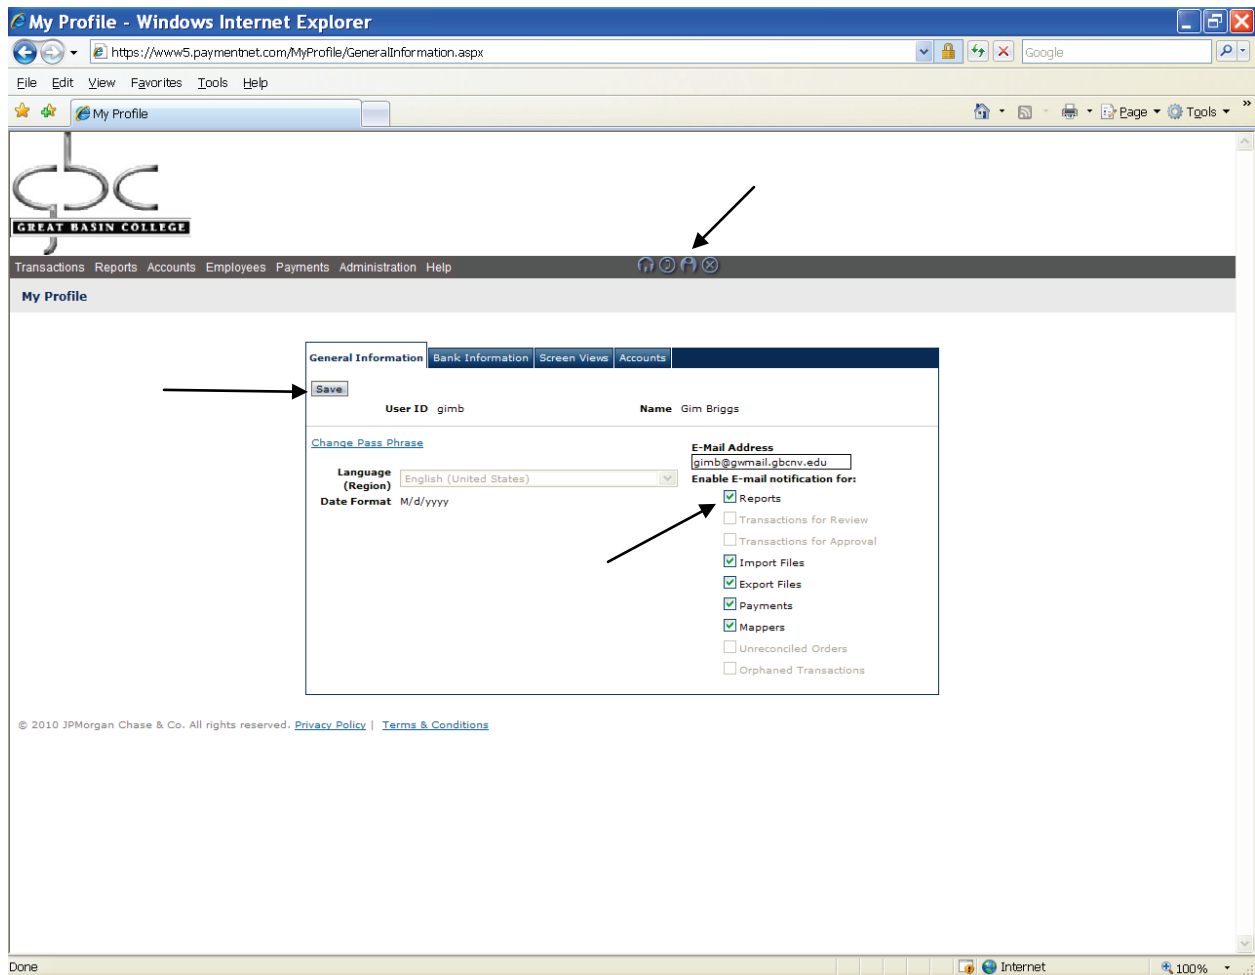 My Profile - Windows Internet Explorer
https://www5.paymentnet.com/MyProfile/GeneralInformation.aspx
Google
File Edit View Favorites Tools Help
My Profile
Page
Tools
gbc
GREAT BASIN COLLEGE
Transactions Reports Accounts Employees Payments Administration Help
My Profile
General Information Bank Information Screen Views Accounts
Save
User ID gimb Name Gim Briggs
Change Pass Phrase
E-Mail Address
gimb@gwmail.gbcnv.edu
Language (Region) English (United States)
Enable E-mail notification for:
Date Format M/d/yyyy
Reports
Transactions for Review
Transactions for Approval
Import Files
Export Files
Payments
Mappers
Unreconciled Orders
Orphaned Transactions
© 2010 JPMorgan Chase & Co. All rights reserved. Privacy Policy | Terms & Conditions
Done Internet 100%